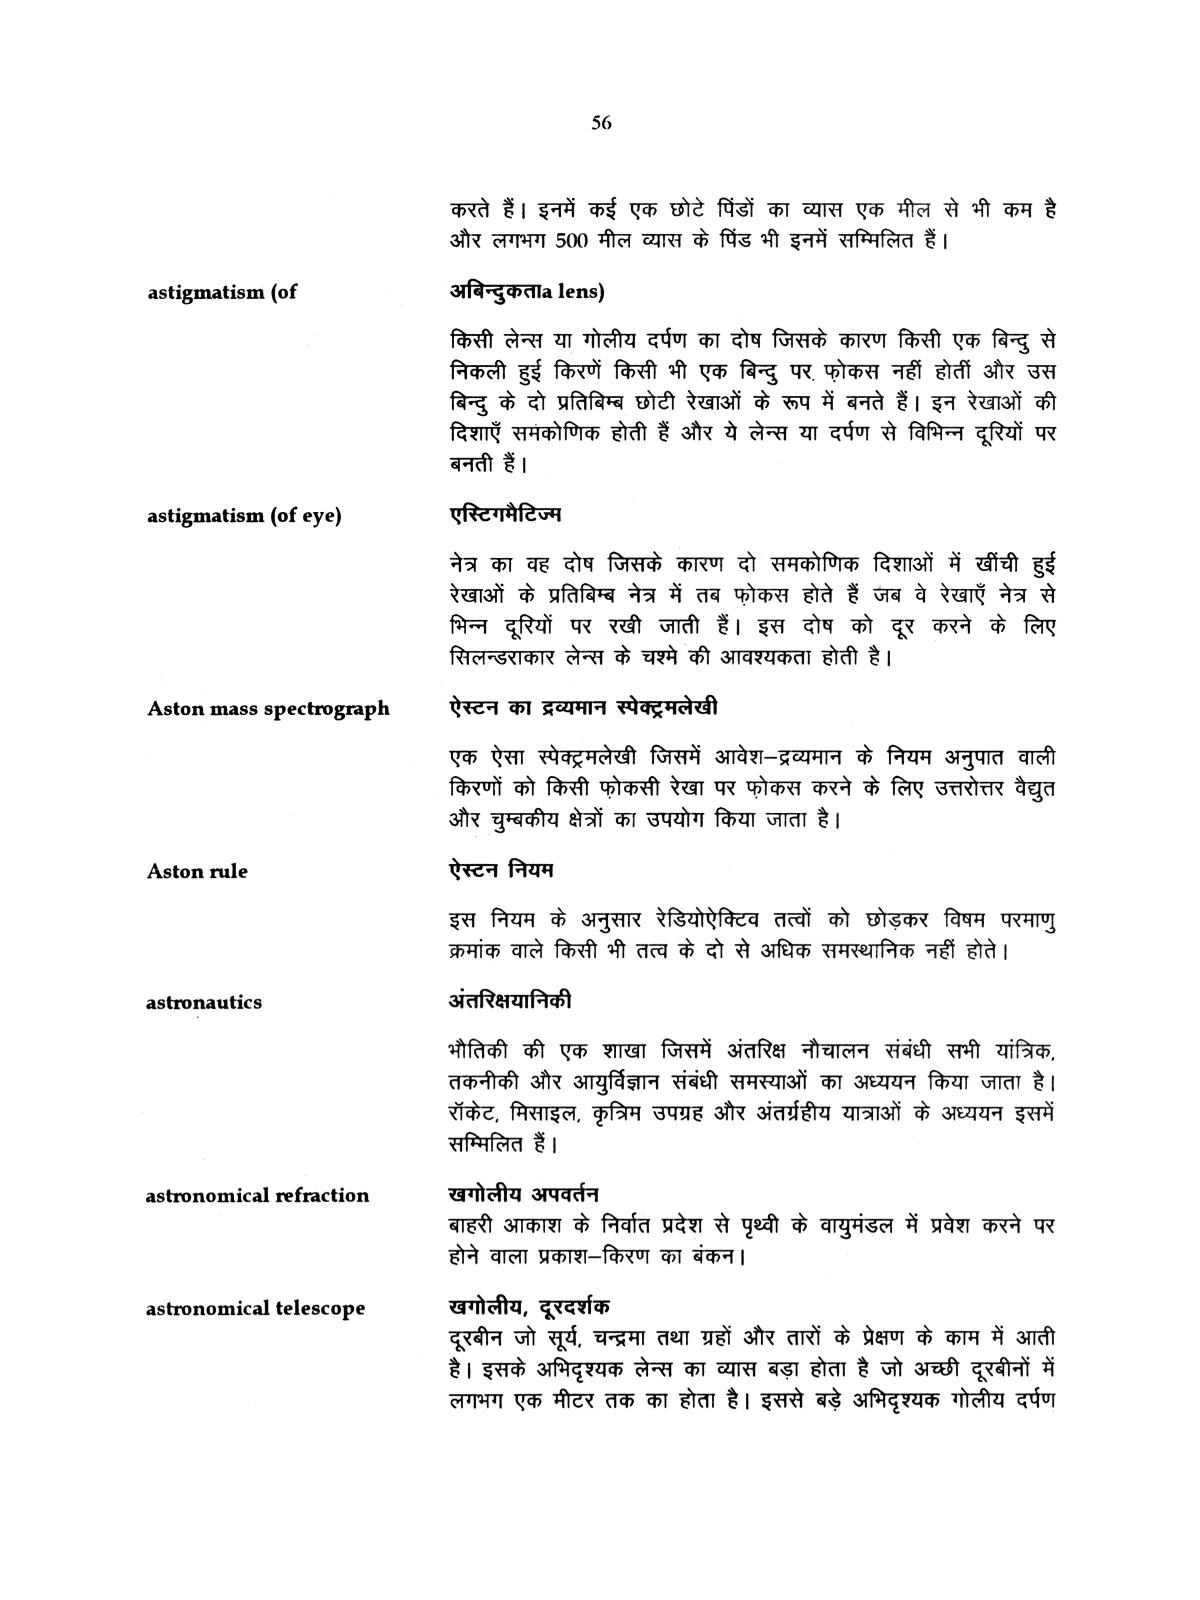 56
करते हैं। इनमें कई एक छोटे पिंडों का व्यास एक मील से भी कम है
और लगभग 500 मील व्यास के पिंड भी इनमें सम्मिलित हैं।
astigmatism (of अबिन्दुकताa lens)
किसी लेन्स या गोलीय दर्पण का दोष जिसके कारण किसी एक बिन्दु से
निकली हुई किरणें किसी भी एक बिन्दु पर फ़ोकस नहीं होतीं और उस
बिन्दु के दो प्रतिबिम्ब छोटी रेखाओं के रूप में बनते हैं। इन रेखाओं की
दिशाएँ समकोणिक होती हैं और ये लेन्स या दर्पण से विभिन्न दूरियों पर
बनती हैं।
astigmatism (of eye) एस्टिगमैटिज्म
नेत्र का वह दोष जिसके कारण दो समकोणिक दिशाओं में खींची हुई
रेखाओं के प्रतिबिम्ब नेत्र में तब फ़ोकस होते हैं जब वे रेखाएँ नेत्र से
भिन्न दूरियों पर रखी जाती हैं। इस दोष को दूर करने के लिए
सिलन्डराकार लेन्स के चश्मे की आवश्यकता होती है।
Aston mass spectrograph ऐस्टन का द्रव्यमान स्पेक्ट्रमलेखी
एक ऐसा स्पेक्ट्रमलेखी जिसमें आवेश–द्रव्यमान के नियम अनुपात वाली
किरणों को किसी फ़ोकसी रेखा पर फ़ोकस करने के लिए उत्तरोत्तर वैद्युत
और चुम्बकीय क्षेत्रों का उपयोग किया जाता है।
Aston rule ऐस्टन नियम
इस नियम के अनुसार रेडियोऐक्टिव तत्वों को छोड़कर विषम परमाणु
क्रमांक वाले किसी भी तत्व के दो से अधिक समस्थानिक नहीं होते।
astronautics अंतरिक्षयानिकी
भौतिकी की एक शाखा जिसमें अंतरिक्ष नौचालन संबंधी सभी यांत्रिक,
तकनीकी और आयुर्विज्ञान संबंधी समस्याओं का अध्ययन किया जाता है।
रॉकेट, मिसाइल, कृत्रिम उपग्रह और अंतर्ग्रहीय यात्राओं के अध्ययन इसमें
सम्मिलित हैं।
astronomical refraction खगोलीय अपवर्तन
बाहरी आकाश के निर्वात प्रदेश से पृथ्वी के वायुमंडल में प्रवेश करने पर
होने वाला प्रकाश–किरण का बंकन।
astronomical telescope खगोलीय, दूरदर्शक
दूरबीन जो सूर्य, चन्द्रमा तथा ग्रहों और तारों के प्रेक्षण के काम में आती
है। इसके अभिदृश्यक लेन्स का व्यास बड़ा होता है जो अच्छी दूरबीनों में
लगभग एक मीटर तक का होता है। इससे बड़े अभिदृश्यक गोलीय दर्पण